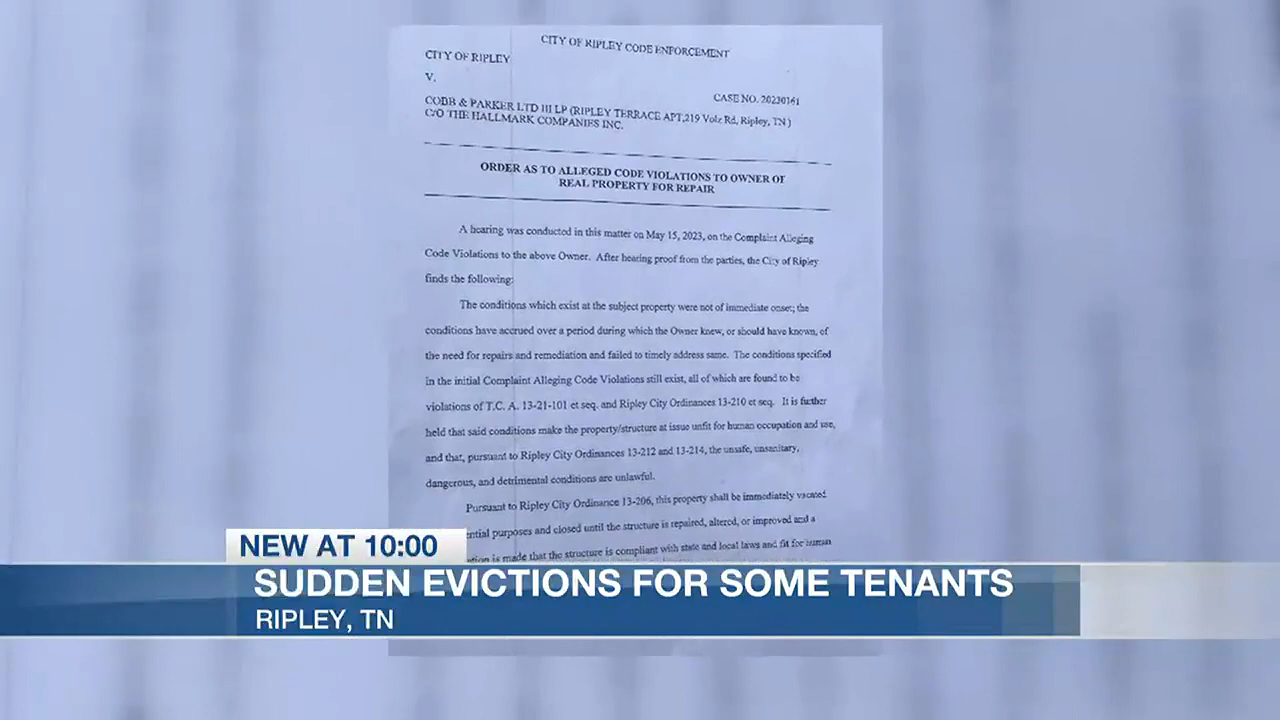 CITY OF RIPLEY CODE ENFORCEMENT
CITY OF RIPLEY
V.
CASE NO. 20230161
COBB & PARKER LTD III LP (RIPLEY TERRACE APT,219 Volz Rd, Ripley, TN )
C/O THE HALLMARK COMPANIES INC.
ORDER AS TO ALLEGED CODE VIOLATIONS TO OWNER OF
REAL PROPERTY FOR REPAIR
A hearing was conducted in this matter on May 15, 2023, on the Complaint Alleging
Code Violations to the above Owner. After hearing proof from the parties, the City of Ripley
finds the following:
The conditions which exist at the subject property were not of immediate onset; the
conditions have accrued over a period during which the Owner knew, or should have known, of
the need for repairs and remediation and failed to timely address same. The conditions specified
in the initial Complaint Alleging Code Violations still exist, all of which are found to be
violations of T.C. A. 13-21-101 et seq. and Ripley City Ordinances 13-210 et seq. It is further
held that said conditions make the property/structure at issue unfit for human occupation and use,
and that, pursuant to Ripley City Ordinances 13-212 and 13-214, the unsafe, unsanitary,
dangerous, and detrimental conditions are unlawful.
Pursuant to Ripley City Ordinance 13-206, this property shall be immediately vacated
ential purposes and closed until the structure is repaired, altered, or improved and a
ation is made that the structure is compliant with state and local laws and fit for human
NEW AT 10:00
SUDDEN EVICTIONS FOR SOME TENANTS
RIPLEY, TN